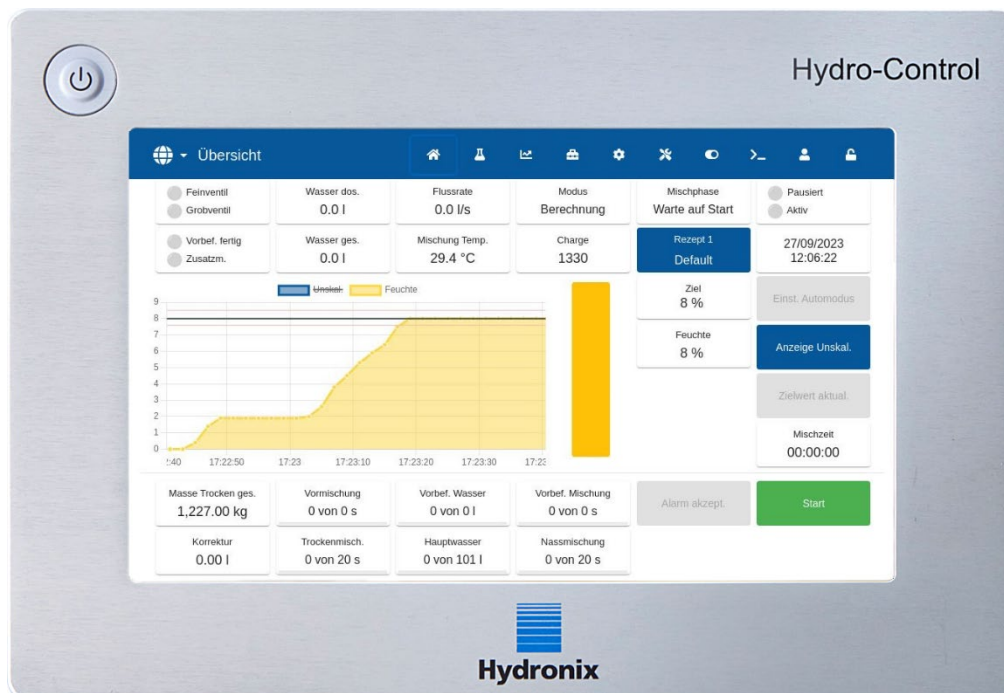 Hydro-Control
Übersicht
Feinventil
Grobventil
Wasser dos.
0.0 l
Flussrate
0.0 l/s
Modus
Berechnung
Mischphase
Warte auf Start
Pausiert
Aktiv
Vorbef. fertig
Zusatzm.
Wasser ges.
0.0 l
Mischung Temp.
29.4 °C
Charge
1330
Rezept 1
Default
27/09/2023
12:06:22
Unskal.
Feuchte
9
8
7
6
5
4
3
2
1
0
:40
17:22:50
17:23
17:23:10
17:23:20
17:23:30
17:23
Ziel
8 %
Einst. Automodus
Feuchte
8 %
Anzeige Unskal.
Zielwert aktual.
Mischzeit
00:00:00
Masse Trocken ges.
1,227.00 kg
Vormischung
0 von 0 s
Vorbef. Wasser
0 von 0 l
Vorbef. Mischung
0 von 0 s
Alarm akzept.
Start
Korrektur
0.00 l
Trockenmisch.
0 von 20 s
Hauptwasser
0 von 101 l
Nassmischung
0 von 20 s
Hydronix